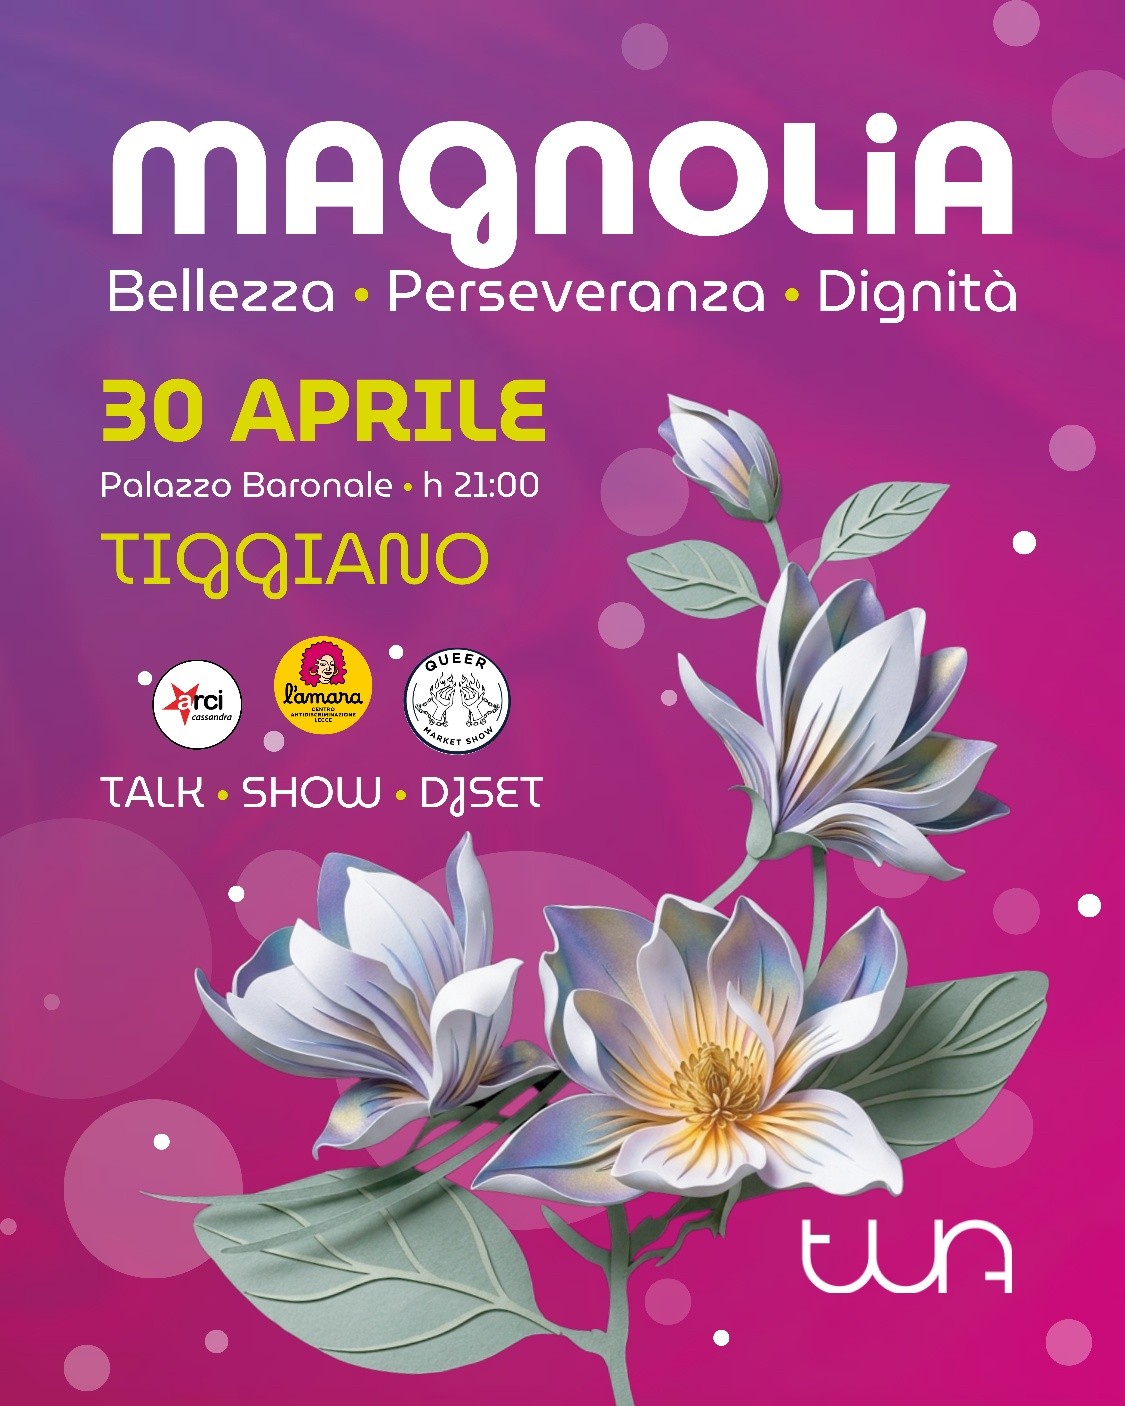 MAGNOLiA
Bellezza • Perseveranza • Dignità
30 APRILE
Palazzo Baronale • h 21:00
TIGGIANO
arci
cassandra
l'amara
CENTRO
ANTIDISCRIMINAZIONE
LECCE
QUEER
MARKET SHOW
TALK • SHOW • DJSET
tWA